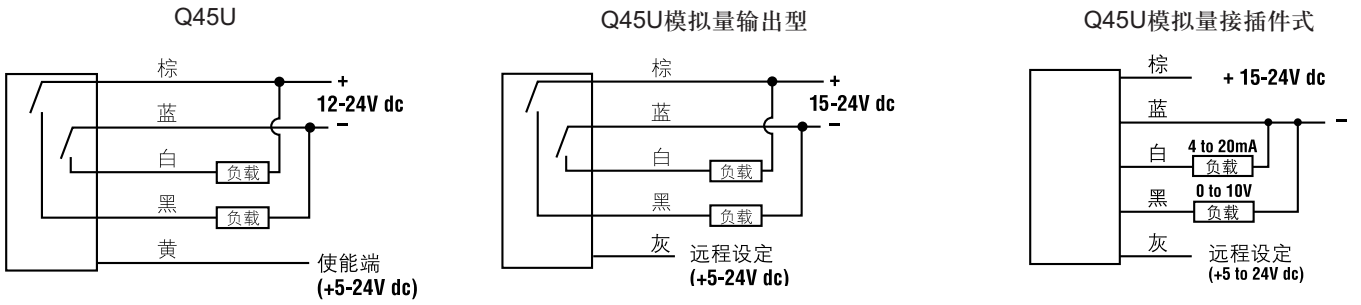 Q45U
棕
+
12-24V dc
蓝
−
白
负载
黑
负载
黄
使能端
(+5-24V dc)
Q45U模拟量输出型
棕
+
15-24V dc
蓝
−
白
负载
黑
负载
灰
远程设定
(+5-24V dc)
Q45U模拟量接插件式
棕
+ 15-24V dc
蓝
−
白
4 to 20mA
负载
黑
0 to 10V
负载
灰
远程设定
(+5 to 24V dc)